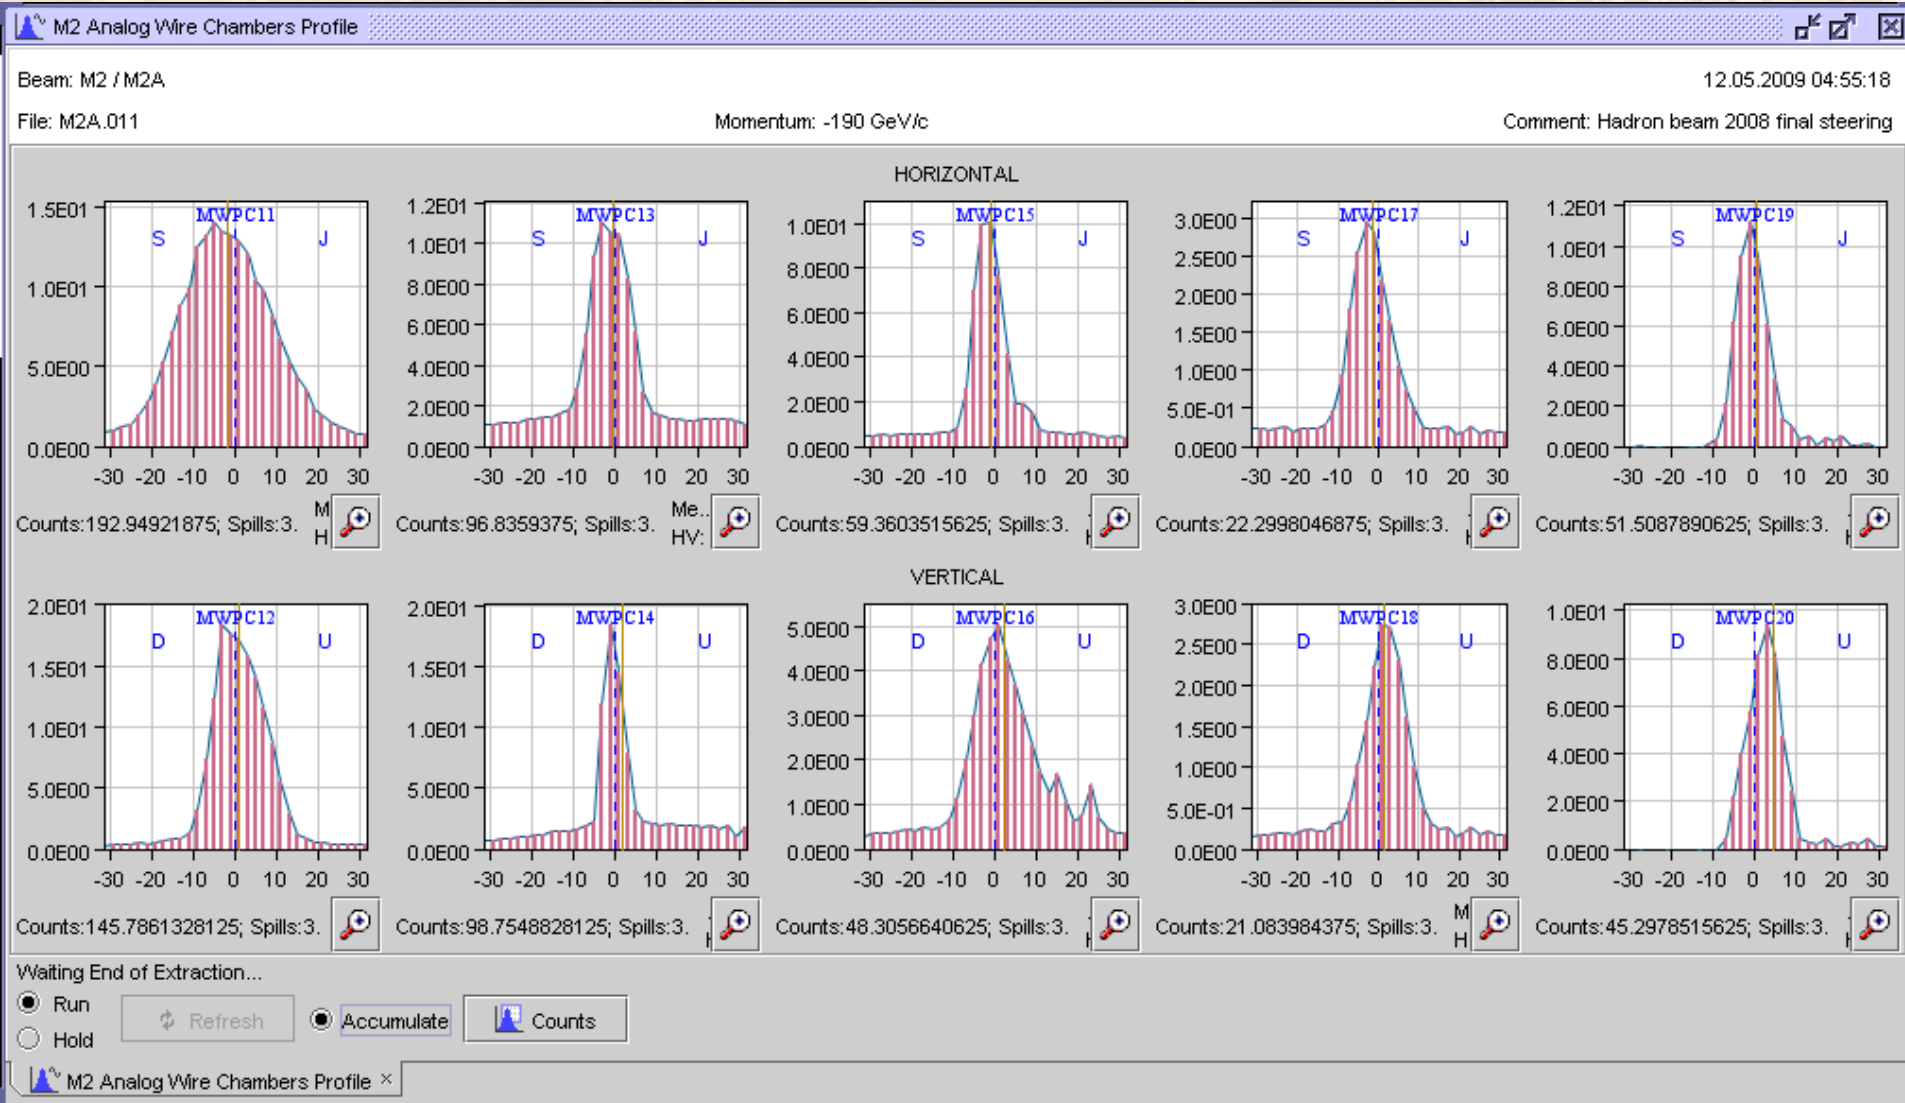 M2 Analog Wire Chambers Profile
Beam: M2 / M2A 12.05.2009 04:55:18
File: M2A.011 Momentum: -190 GeV/c Comment: Hadron beam 2008 final steering
HORIZONTAL
MWPC11 S J
1.5E01
1.0E01
5.0E00
0.0E00
-30 -20 -10 0 10 20 30
Counts:192.94921875; Spills:3. M H
MWPC13 S J
1.2E01
1.0E01
8.0E00
6.0E00
4.0E00
2.0E00
0.0E00
-30 -20 -10 0 10 20 30
Counts:96.8359375; Spills:3. Me.. HV:
MWPC15 S J
1.0E01
8.0E00
6.0E00
4.0E00
2.0E00
0.0E00
-30 -20 -10 0 10 20 30
Counts:59.3603515625; Spills:3.
MWPC17 S J
3.0E00
2.5E00
2.0E00
1.5E00
1.0E00
5.0E-01
0.0E00
-30 -20 -10 0 10 20 30
Counts:22.2998046875; Spills:3.
MWPC19 S J
1.2E01
1.0E01
8.0E00
6.0E00
4.0E00
2.0E00
0.0E00
-30 -20 -10 0 10 20 30
Counts:51.5087890625; Spills:3.
VERTICAL
MWPC12 D U
2.0E01
1.5E01
1.0E01
5.0E00
0.0E00
-30 -20 -10 0 10 20 30
Counts:145.7861328125; Spills:3.
MWPC14 D U
2.0E01
1.5E01
1.0E01
5.0E00
0.0E00
-30 -20 -10 0 10 20 30
Counts:98.7548828125; Spills:3.
MWPC16 D U
5.0E00
4.0E00
3.0E00
2.0E00
1.0E00
0.0E00
-30 -20 -10 0 10 20 30
Counts:48.3056640625; Spills:3.
MWPC18 D U
3.0E00
2.5E00
2.0E00
1.5E00
1.0E00
5.0E-01
0.0E00
-30 -20 -10 0 10 20 30
Counts:21.083984375; Spills:3. M H
MWPC20 D U
1.0E01
8.0E00
6.0E00
4.0E00
2.0E00
0.0E00
-30 -20 -10 0 10 20 30
Counts:45.2978515625; Spills:3.
Waiting End of Extraction...
Run
Hold
Refresh
Accumulate
Counts
M2 Analog Wire Chambers Profile ×